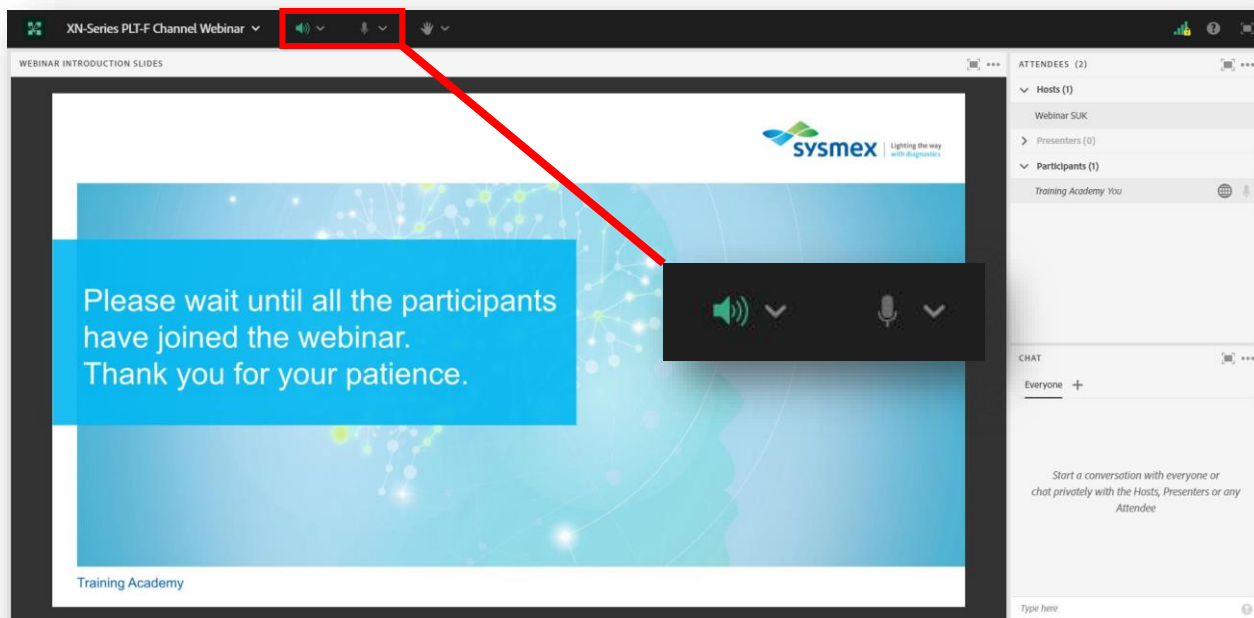 XN-Series PLT-F Channel Webinar
WEBINAR INTRODUCTION SLIDES
sysmex
Lighting the way
with diagnostics
Please wait until all the participants
have joined the webinar.
Thank you for your patience.
Training Academy
ATTENDEES (2)
Hosts (1)
Webinar SUK
Presenters (0)
Participants (1)
Training Academy You
CHAT
Everyone
Start a conversation with everyone or
chat privately with the Hosts, Presenters or any
Attendee
Type here